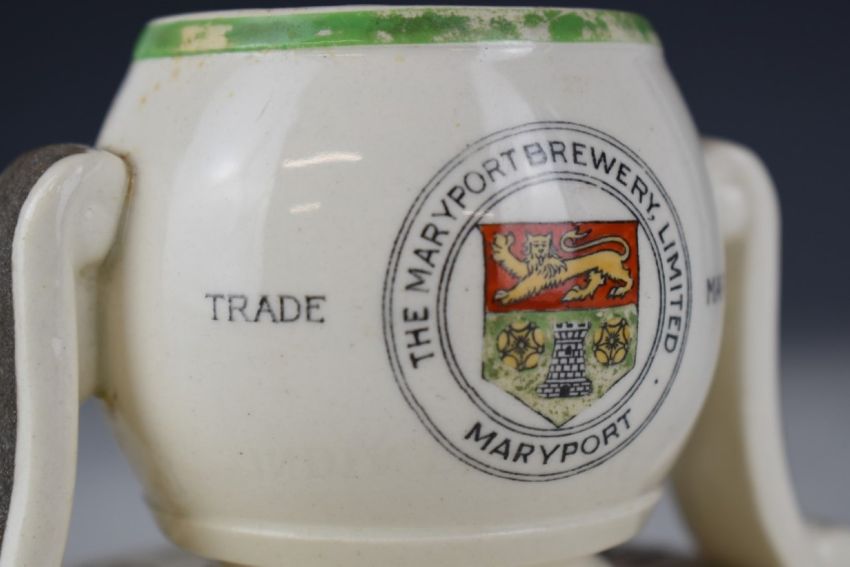 TRADE
THE MARYPORT BREWERY, LIMITED.
MARYPORT